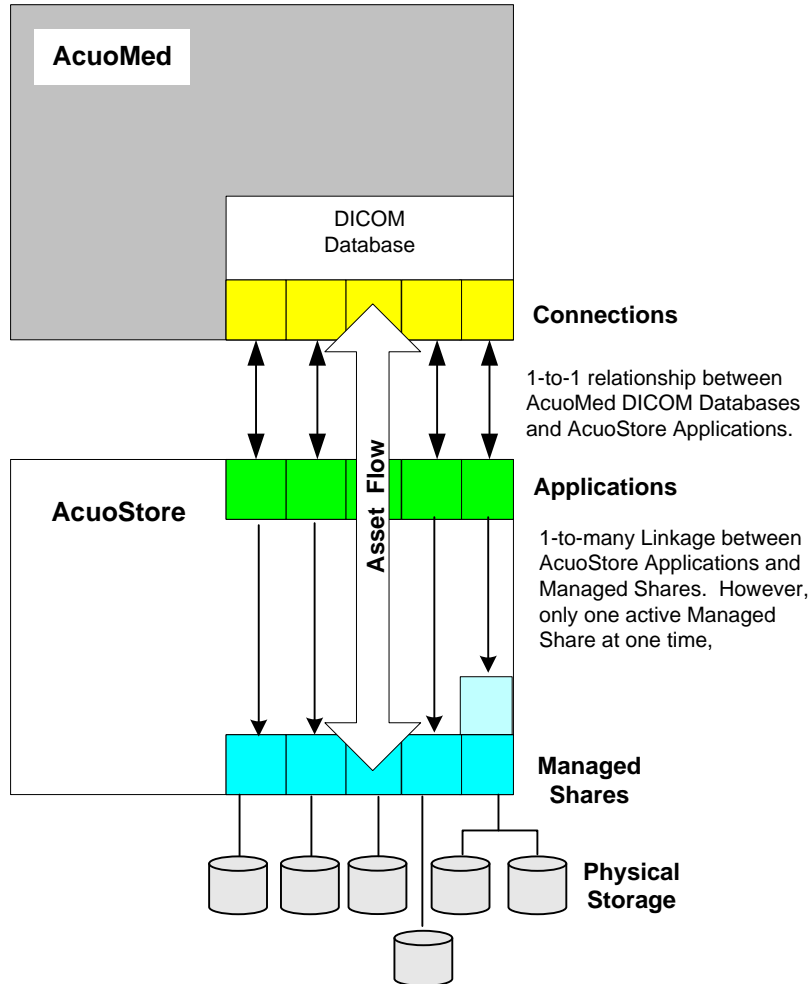 AcuoMed
DICOM
Database
Connections
1-to-1 relationship between
AcuoMed DICOM Databases
and AcuoStore Applications.
Asset Flow
AcuoStore
Applications
1-to-many Linkage between
AcuoStore Applications and
Managed Shares. However,
only one active Managed
Share at one time,
Managed
Shares
Physical
Storage